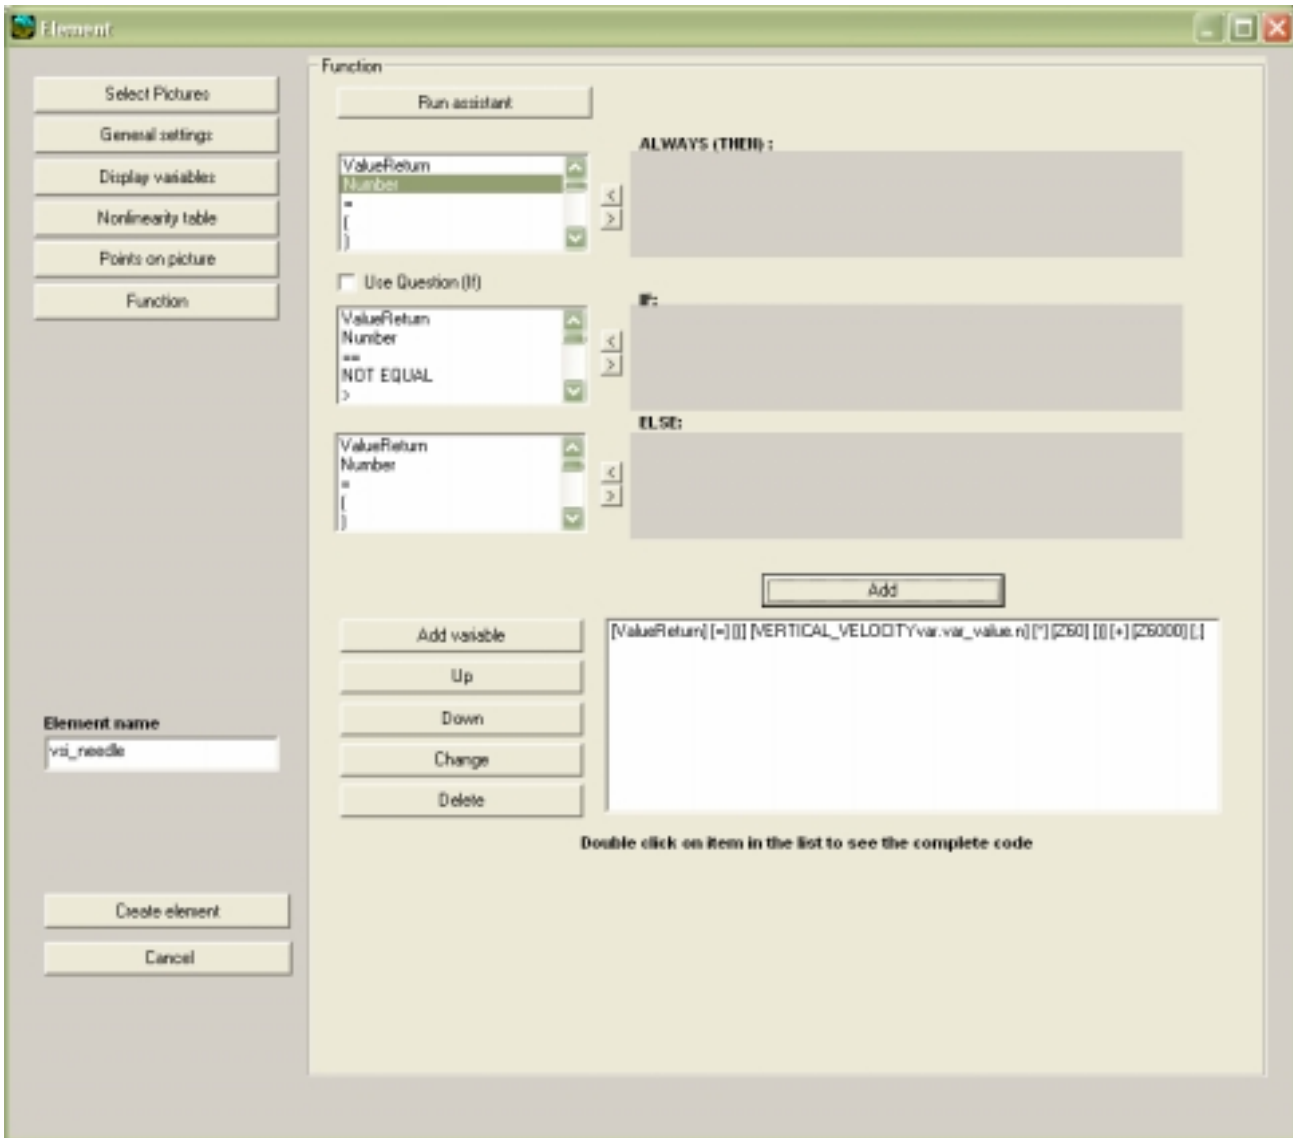 Element
Select Pictures
General settings
Display variables
Nonlinearity table
Points on picture
Function
Element name
vsi_needle
Create element
Cancel
Function
Run assistant
ValueReturn
Number
=
(
)
< 
>
ALWAYS (THEN) :
Use Question (If)
ValueReturn
Number
==
NOT EQUAL
>
<
>
IF:
ValueReturn
Number
=
(
)
<
>
ELSE:
Add
Add variable
Up
Down
Change
Delete
[ValueReturn] [=] [(] [VERTICAL_VELOCITYvar.var_value.n] [*] [Z60] [)] [+] [Z6000] [;]
Double click on item in the list to see the complete code